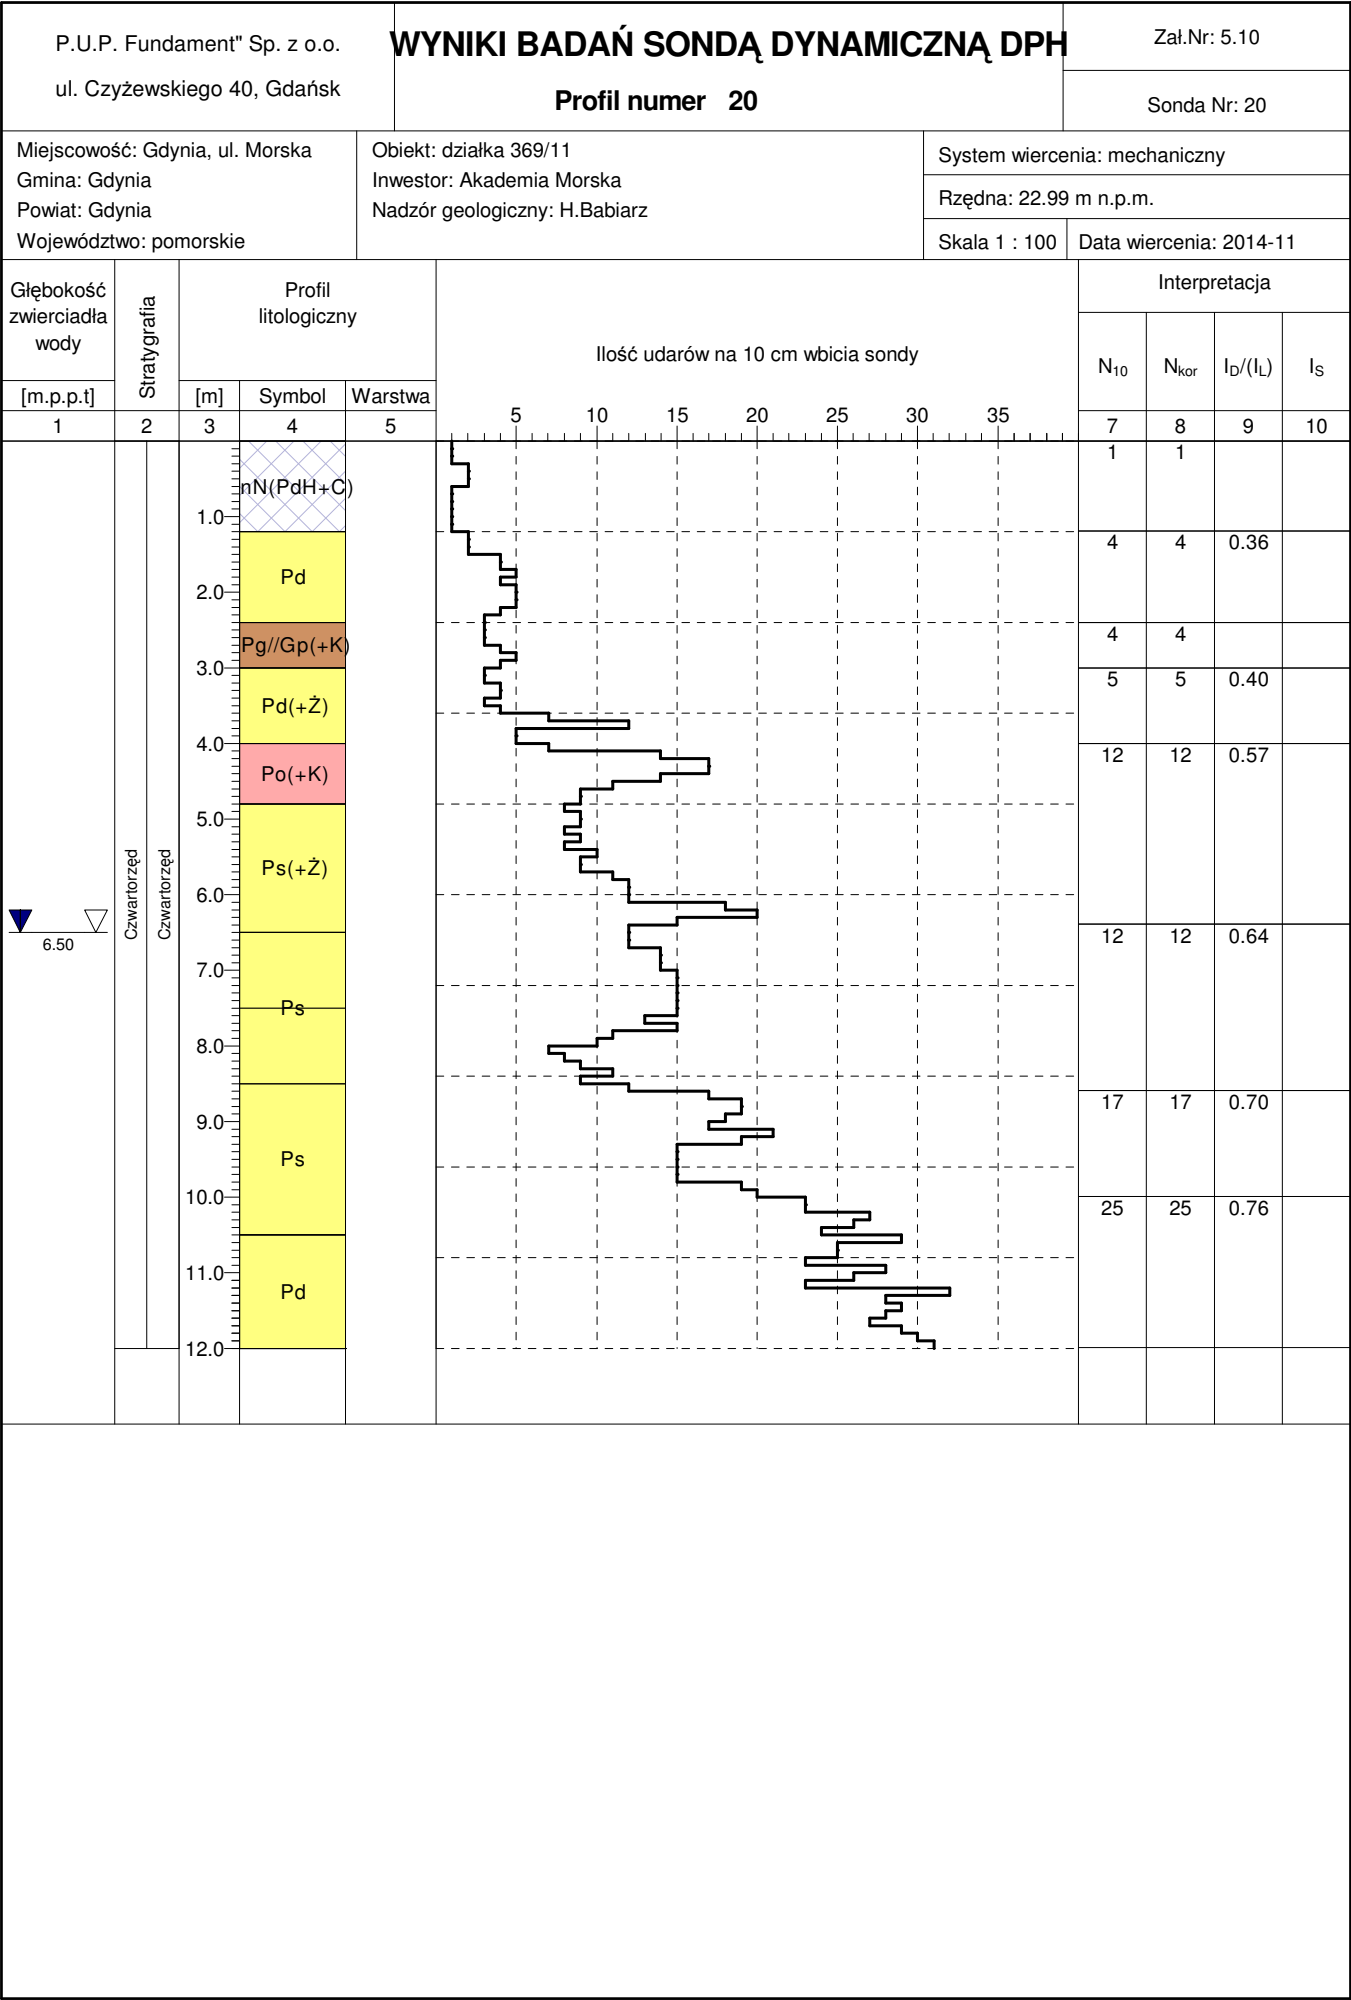 P.U.P. Fundament" Sp. z o.o.
ul. Czyżewskiego 40, Gdańsk
WYNIKI BADAŃ SONDĄ DYNAMICZNĄ DPH
Profil numer 20
Zał.Nr: 5.10
Sonda Nr: 20
Miejscowość: Gdynia, ul. Morska
Gmina: Gdynia
Powiat: Gdynia
Województwo: pomorskie
Obiekt: działka 369/11
Inwestor: Akademia Morska
Nadzór geologiczny: H.Babiarz
System wiercenia: mechaniczny
Rzędna: 22.99 m n.p.m.
Skala 1 : 100
Data wiercenia: 2014-11
Głębokość
zwierciadła
wody
[m.p.p.t]
Stratygrafia
Profil
litologiczny
[m] Symbol Warstwa
Ilość udarów na 10 cm wbicia sondy
Interpretacja
N10 Nkor ID/(IL) IS
5 10 15 20 25 30 35
1 2 3 4 5 7 8 9 10
1 1
nN(PdH+C)
1.0
4 4 0.36
Pd
2.0
4 4
Pg//Gp(+K)
3.0
5 5 0.40
Pd(+Ż)
4.0
12 12 0.57
Po(+K)
5.0
Ps(+Ż)
Czwartorzęd
Czwartorzęd
6.0
6.50
12 12 0.64
7.0
Ps
8.0
17 17 0.70
9.0
Ps
10.0
25 25 0.76
11.0
Pd
12.0